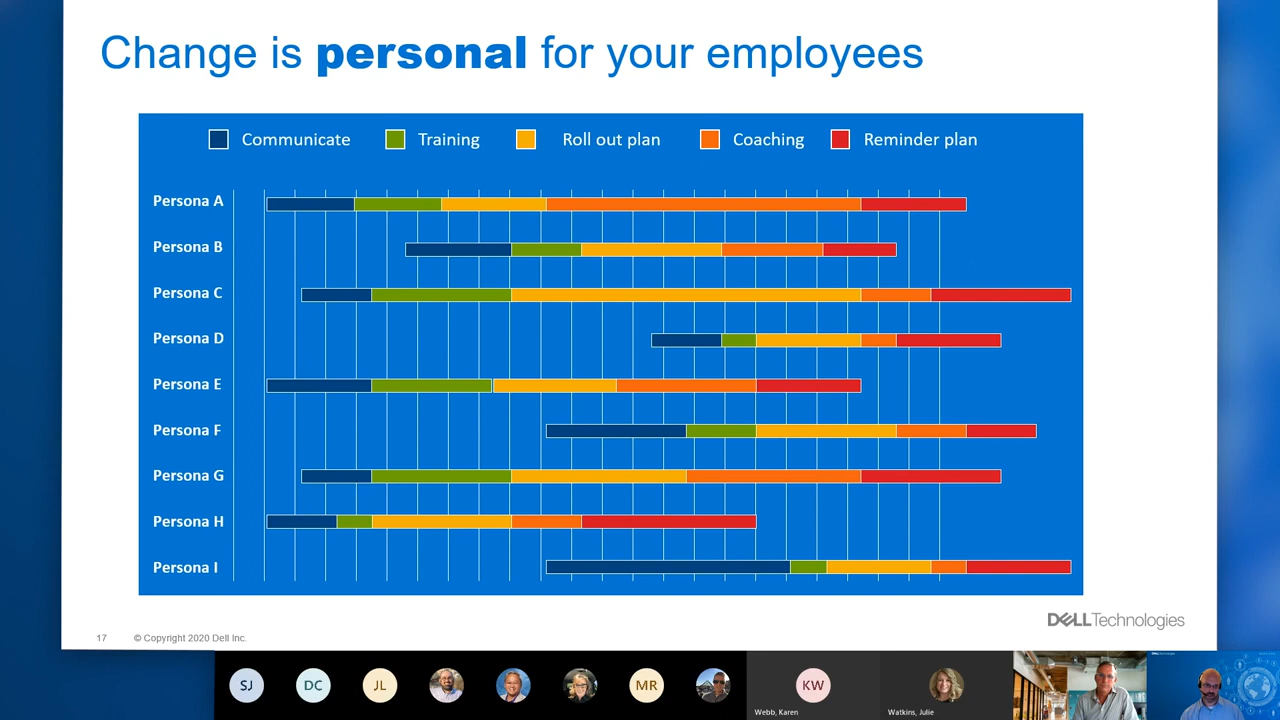 Change is personal for your employees
Communicate Training Roll out plan Coaching Reminder plan
Persona A
Persona B
Persona C
Persona D
Persona E
Persona F
Persona G
Persona H
Persona I
DELLTechnologies
17 © Copyright 2020 Dell Inc.
SJ DC JL MR KW
Webb, Karen Watkins, Julie